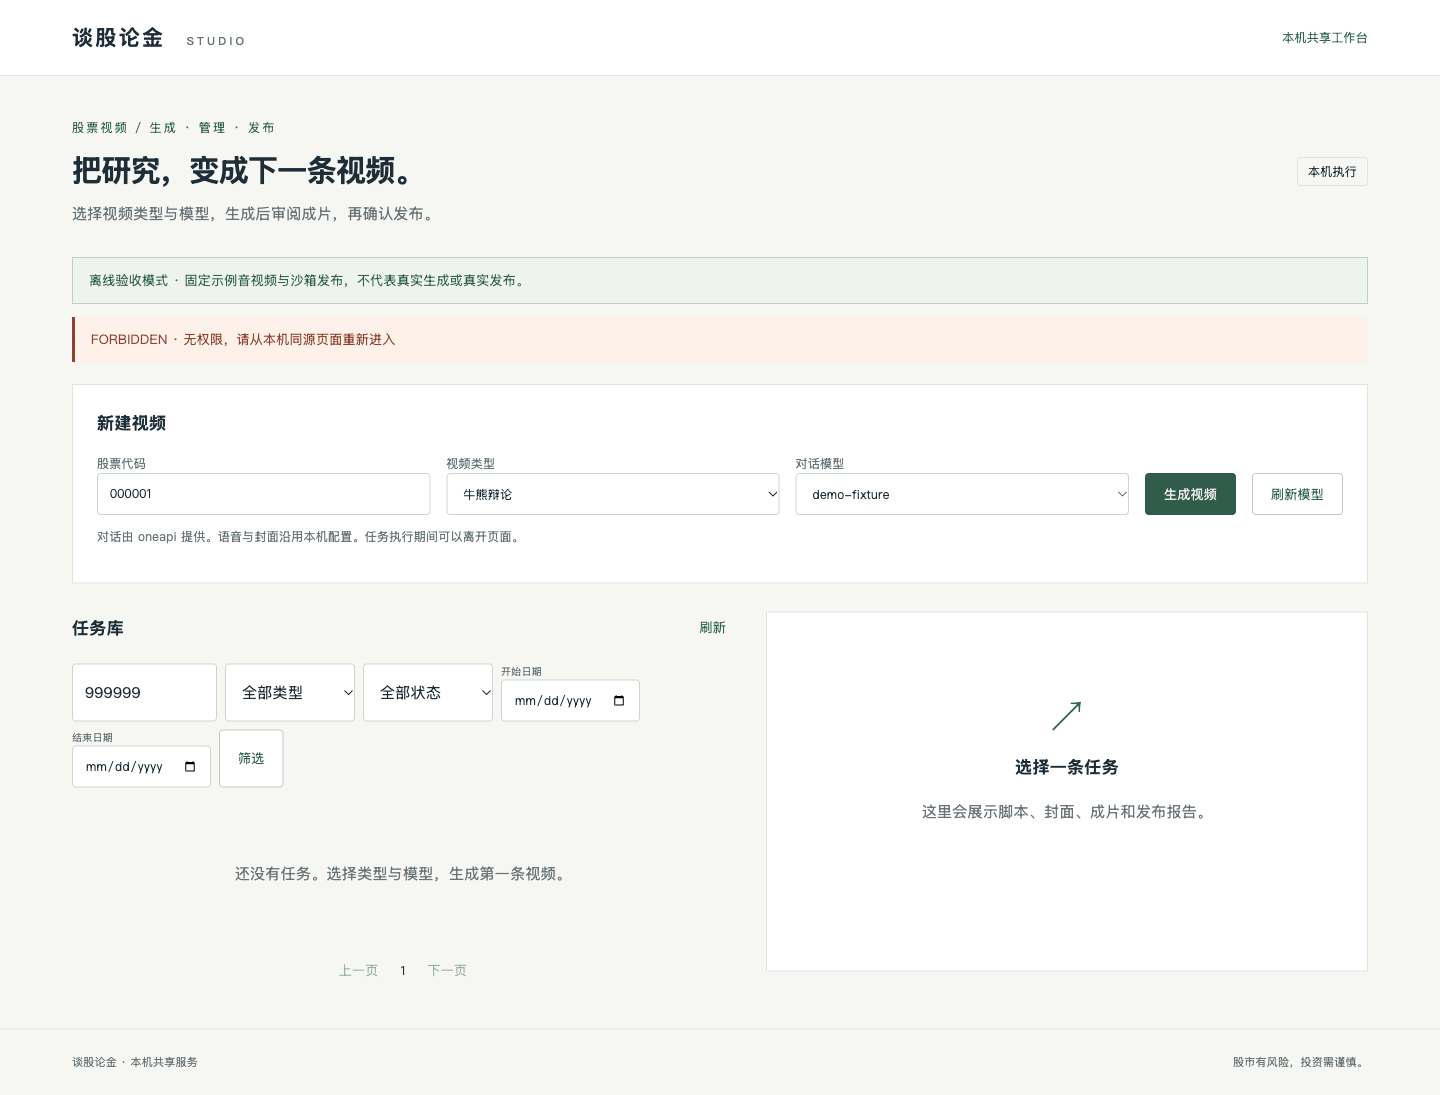 谈股论金 STUDIO
本机共享工作台
股票视频 / 生成 · 管理 · 发布
把研究，变成下一条视频。
本机执行
选择视频类型与模型，生成后审阅成片，再确认发布。
离线验收模式 · 固定示例音视频与沙箱发布，不代表真实生成或真实发布。
FORBIDDEN · 无权限，请从本机同源页面重新进入
新建视频
股票代码 视频类型 对话模型
000001 牛熊辩论 demo-fixture 生成视频 刷新模型
对话由 oneapi 提供。语音与封面沿用本机配置。任务执行期间可以离开页面。
任务库 刷新
开始日期
999999 全部类型 全部状态 mm/dd/yyyy
结束日期
mm/dd/yyyy 筛选
还没有任务。选择类型与模型，生成第一条视频。
上一页 1 下一页
选择一条任务
这里会展示脚本、封面、成片和发布报告。
谈股论金 · 本机共享服务
股市有风险，投资需谨慎。